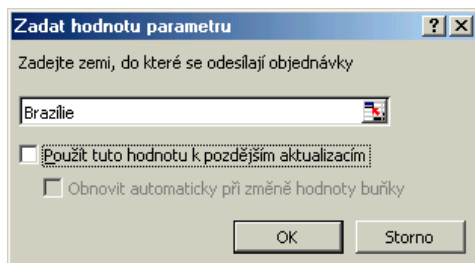 Zadat hodnotu parametru
Zadejte zemi, do které se odesílají objednávky
Brazílie
Použít tuto hodnotu k pozdějším aktualizacím
Obnovit automaticky při změně hodnoty buňky
OK
Storno